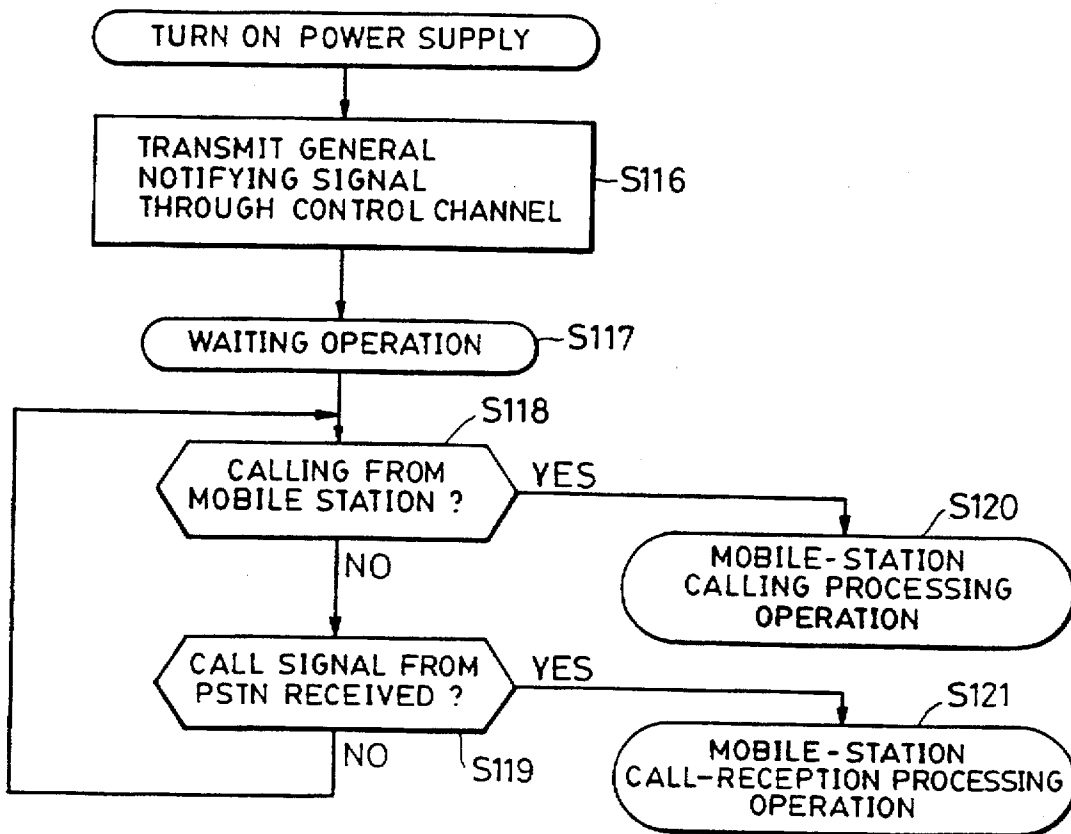 TURN ON POWER SUPPLY
TRANSMIT GENERAL
NOTIFYING SIGNAL
THROUGH CONTROL CHANNEL
S116
WAITING OPERATION
S117
S118
CALLING FROM
MOBILE STATION ?
YES
NO
S120
MOBILE-STATION
CALLING PROCESSING
OPERATION
CALL SIGNAL FROM
PSTN RECEIVED ?
YES
NO
S119
S121
MOBILE-STATION
CALL-RECEPTION PROCESSING
OPERATION